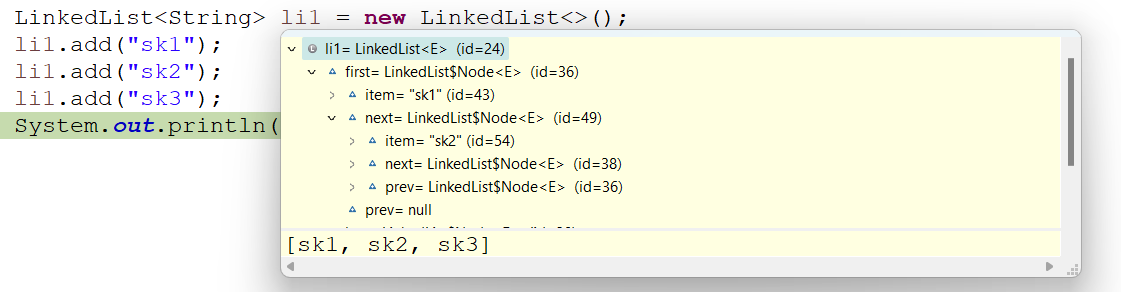 LinkedList<String> li1 = new LinkedList<>();
li1.add("sk1");
li1.add("sk2");
li1.add("sk3");
System.out.println(
li1= LinkedList<E> (id=24)
first= LinkedList$Node<E> (id=36)
item= "sk1" (id=43)
next= LinkedList$Node<E> (id=49)
item= "sk2" (id=54)
next= LinkedList$Node<E> (id=38)
prev= LinkedList$Node<E> (id=36)
prev= null
[sk1, sk2, sk3]